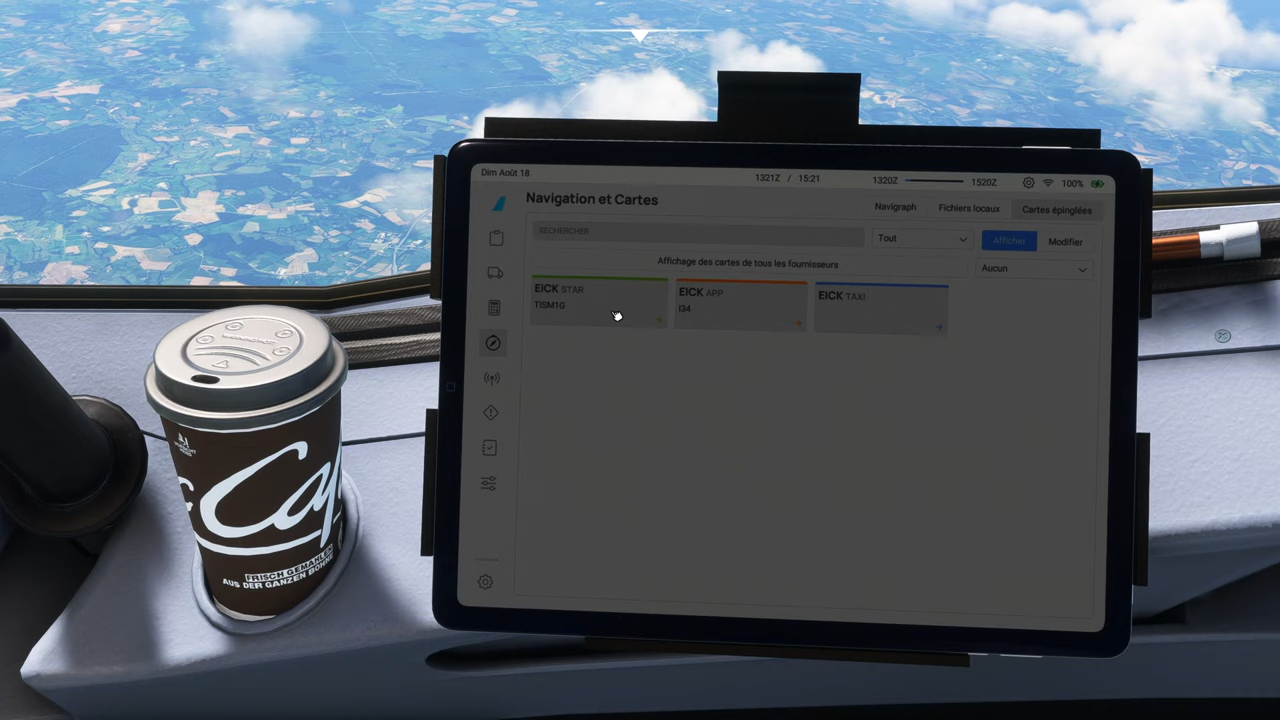 Dim Août 18
1321Z / 15:21
1320Z
1520Z
100%
Navigation et Cartes
Navigraph
Fichiers locaux
Cartes épinglées
RECHERCHER
Tout
Afficher
Modifier
Affichage des cartes de tous les fournisseurs
Aucun
EICK STAR
TISM1G
EICK APP
I34
EICK TAXI
FRISCH GEMAHLEN
AUS DER GANZEN BOHNE